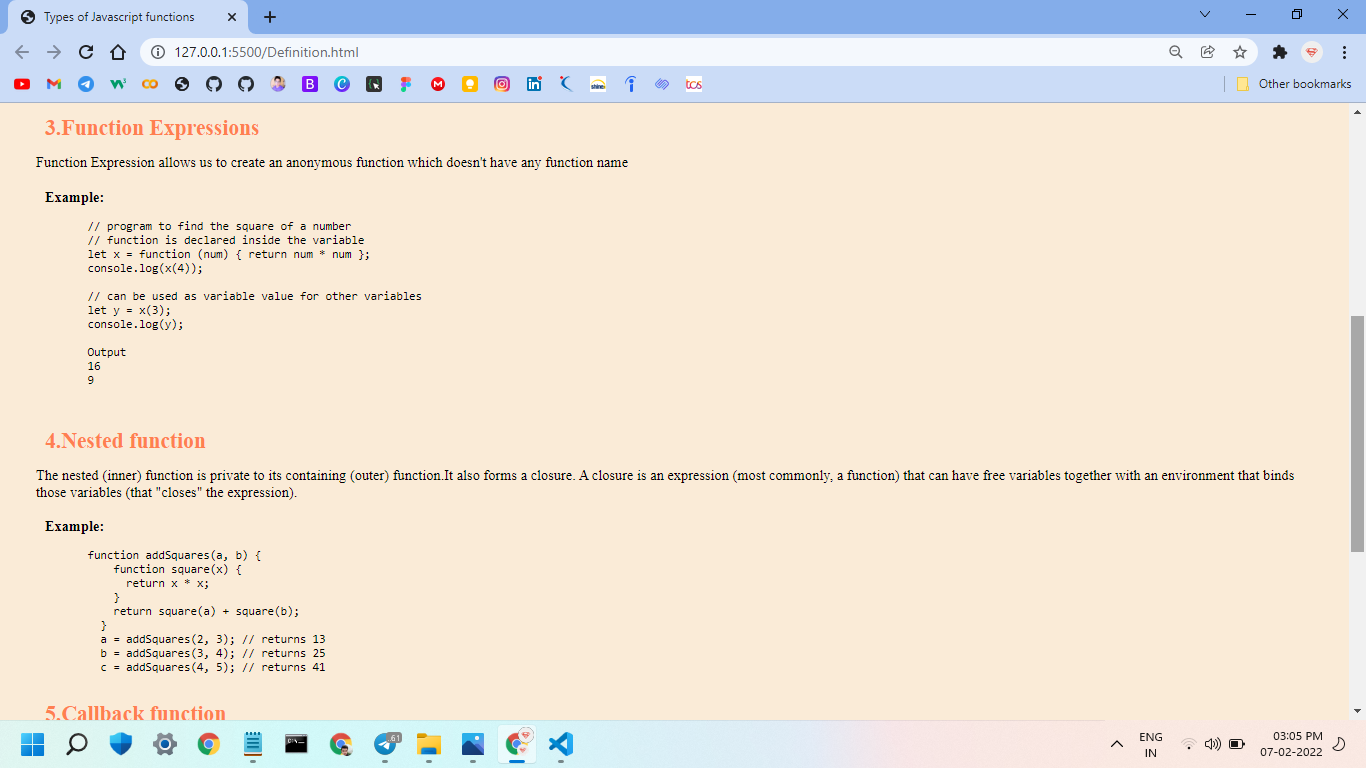 Types of Javascript functions
127.0.0.1:5500/Definition.html
Other bookmarks
3.Function Expressions
Function Expression allows us to create an anonymous function which doesn't have any function name
Example:
// program to find the square of a number
// function is declared inside the variable
let x = function (num) { return num * num };
console.log(x(4));
// can be used as variable value for other variables
let y = x(3);
console.log(y);
Output
16
9
4.Nested function
The nested (inner) function is private to its containing (outer) function.It also forms a closure. A closure is an expression (most commonly, a function) that can have free variables together with an environment that binds
those variables (that "closes" the expression).
Example:
function addSquares(a, b) {
function square(x) {
return x * x;
}
return square(a) + square(b);
}
a = addSquares(2, 3); // returns 13
b = addSquares(3, 4); // returns 25
c = addSquares(4, 5); // returns 41
5.Callback function
61
ENG
IN
03:05 PM
07-02-2022